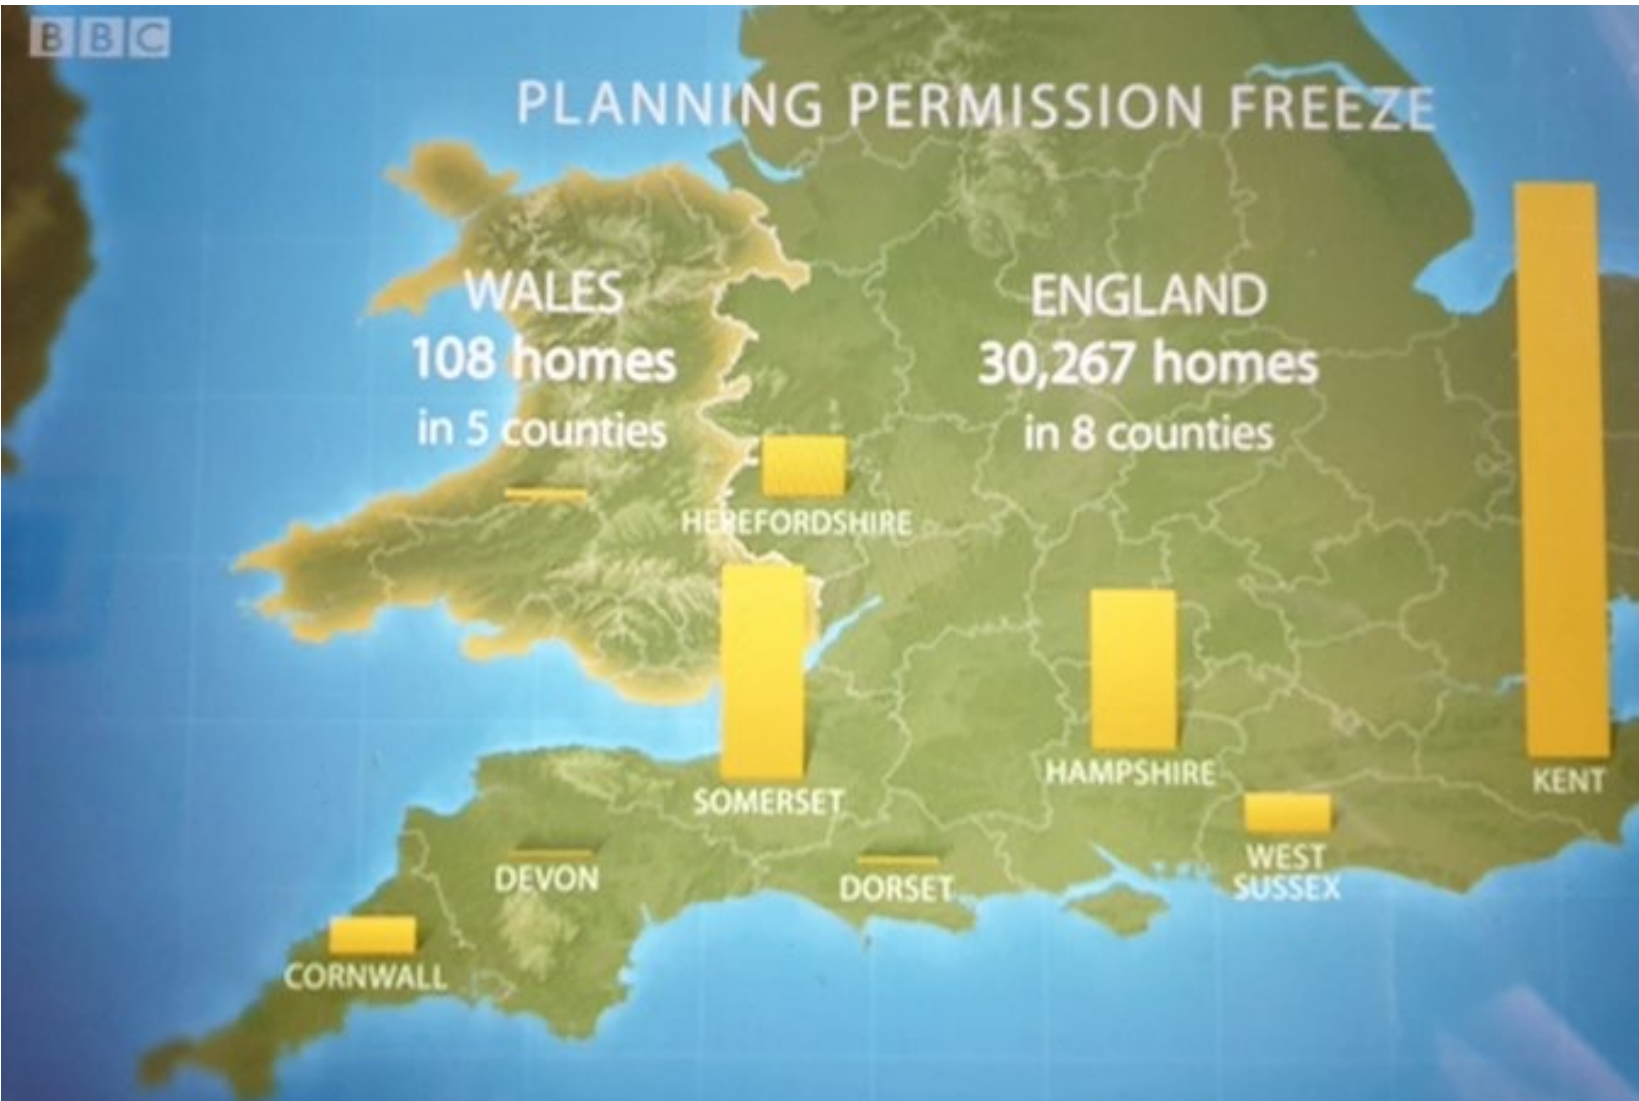 BBC
PLANNING PERMISSION FREEZE
WALES
108 homes
in 5 counties
ENGLAND
30,267 homes
in 8 counties
HEREFORDSHIRE
SOMERSET
HAMPSHIRE
KENT
WEST
SUSSEX
DEVON
DORSET
CORNWALL